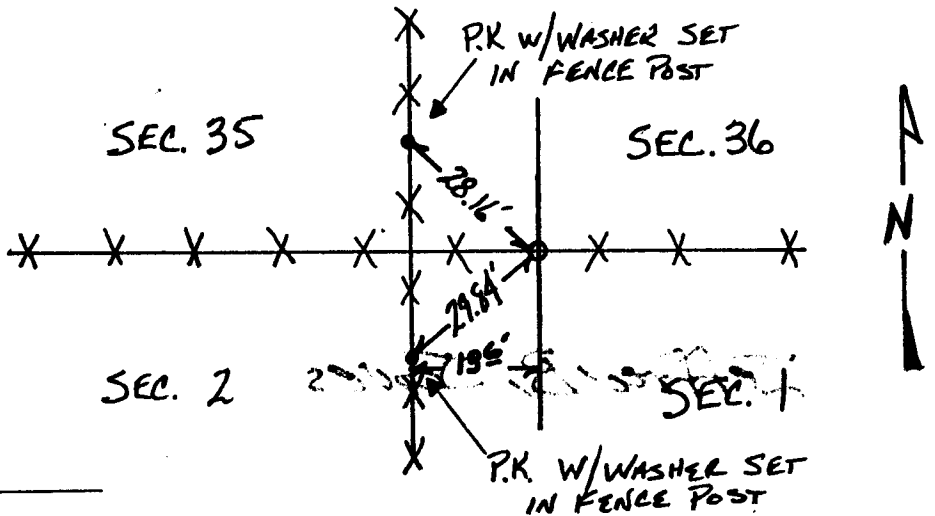 P.K W/WASHER SET
IN FENCE POST
SEC. 35
SEC. 36
28.16'
N
29.84'
SEC. 2
SEC. 1
P.K. W/WASHER SET
IN FENCE POST